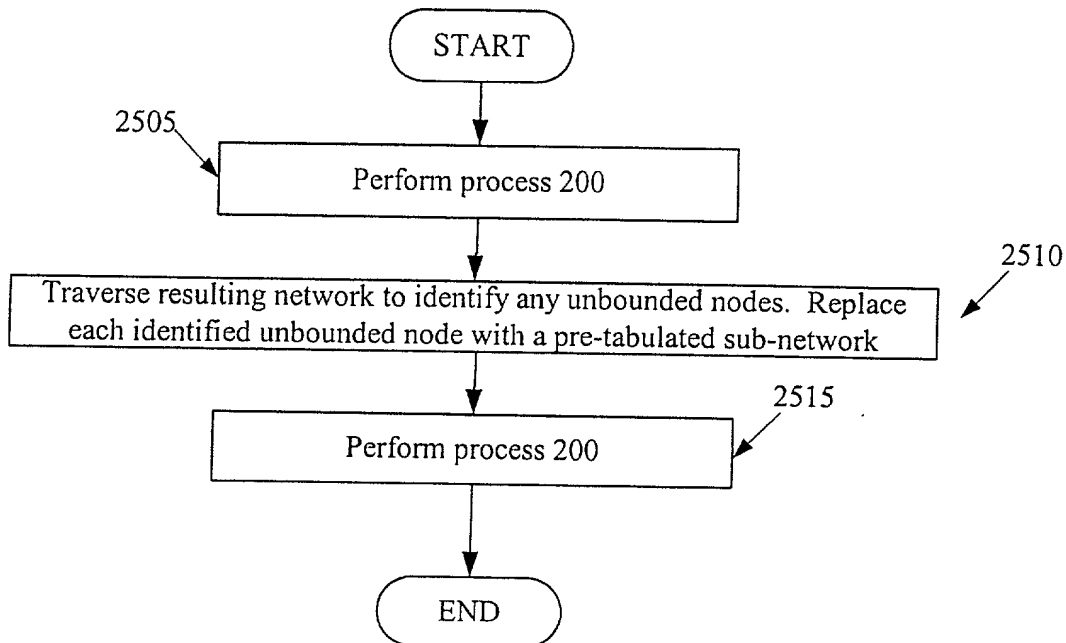 START
2505
Perform process 200
2510
Traverse resulting network to identify any unbounded nodes. Replace
each identified unbounded node with a pre-tabulated sub-network
2515
Perform process 200
END